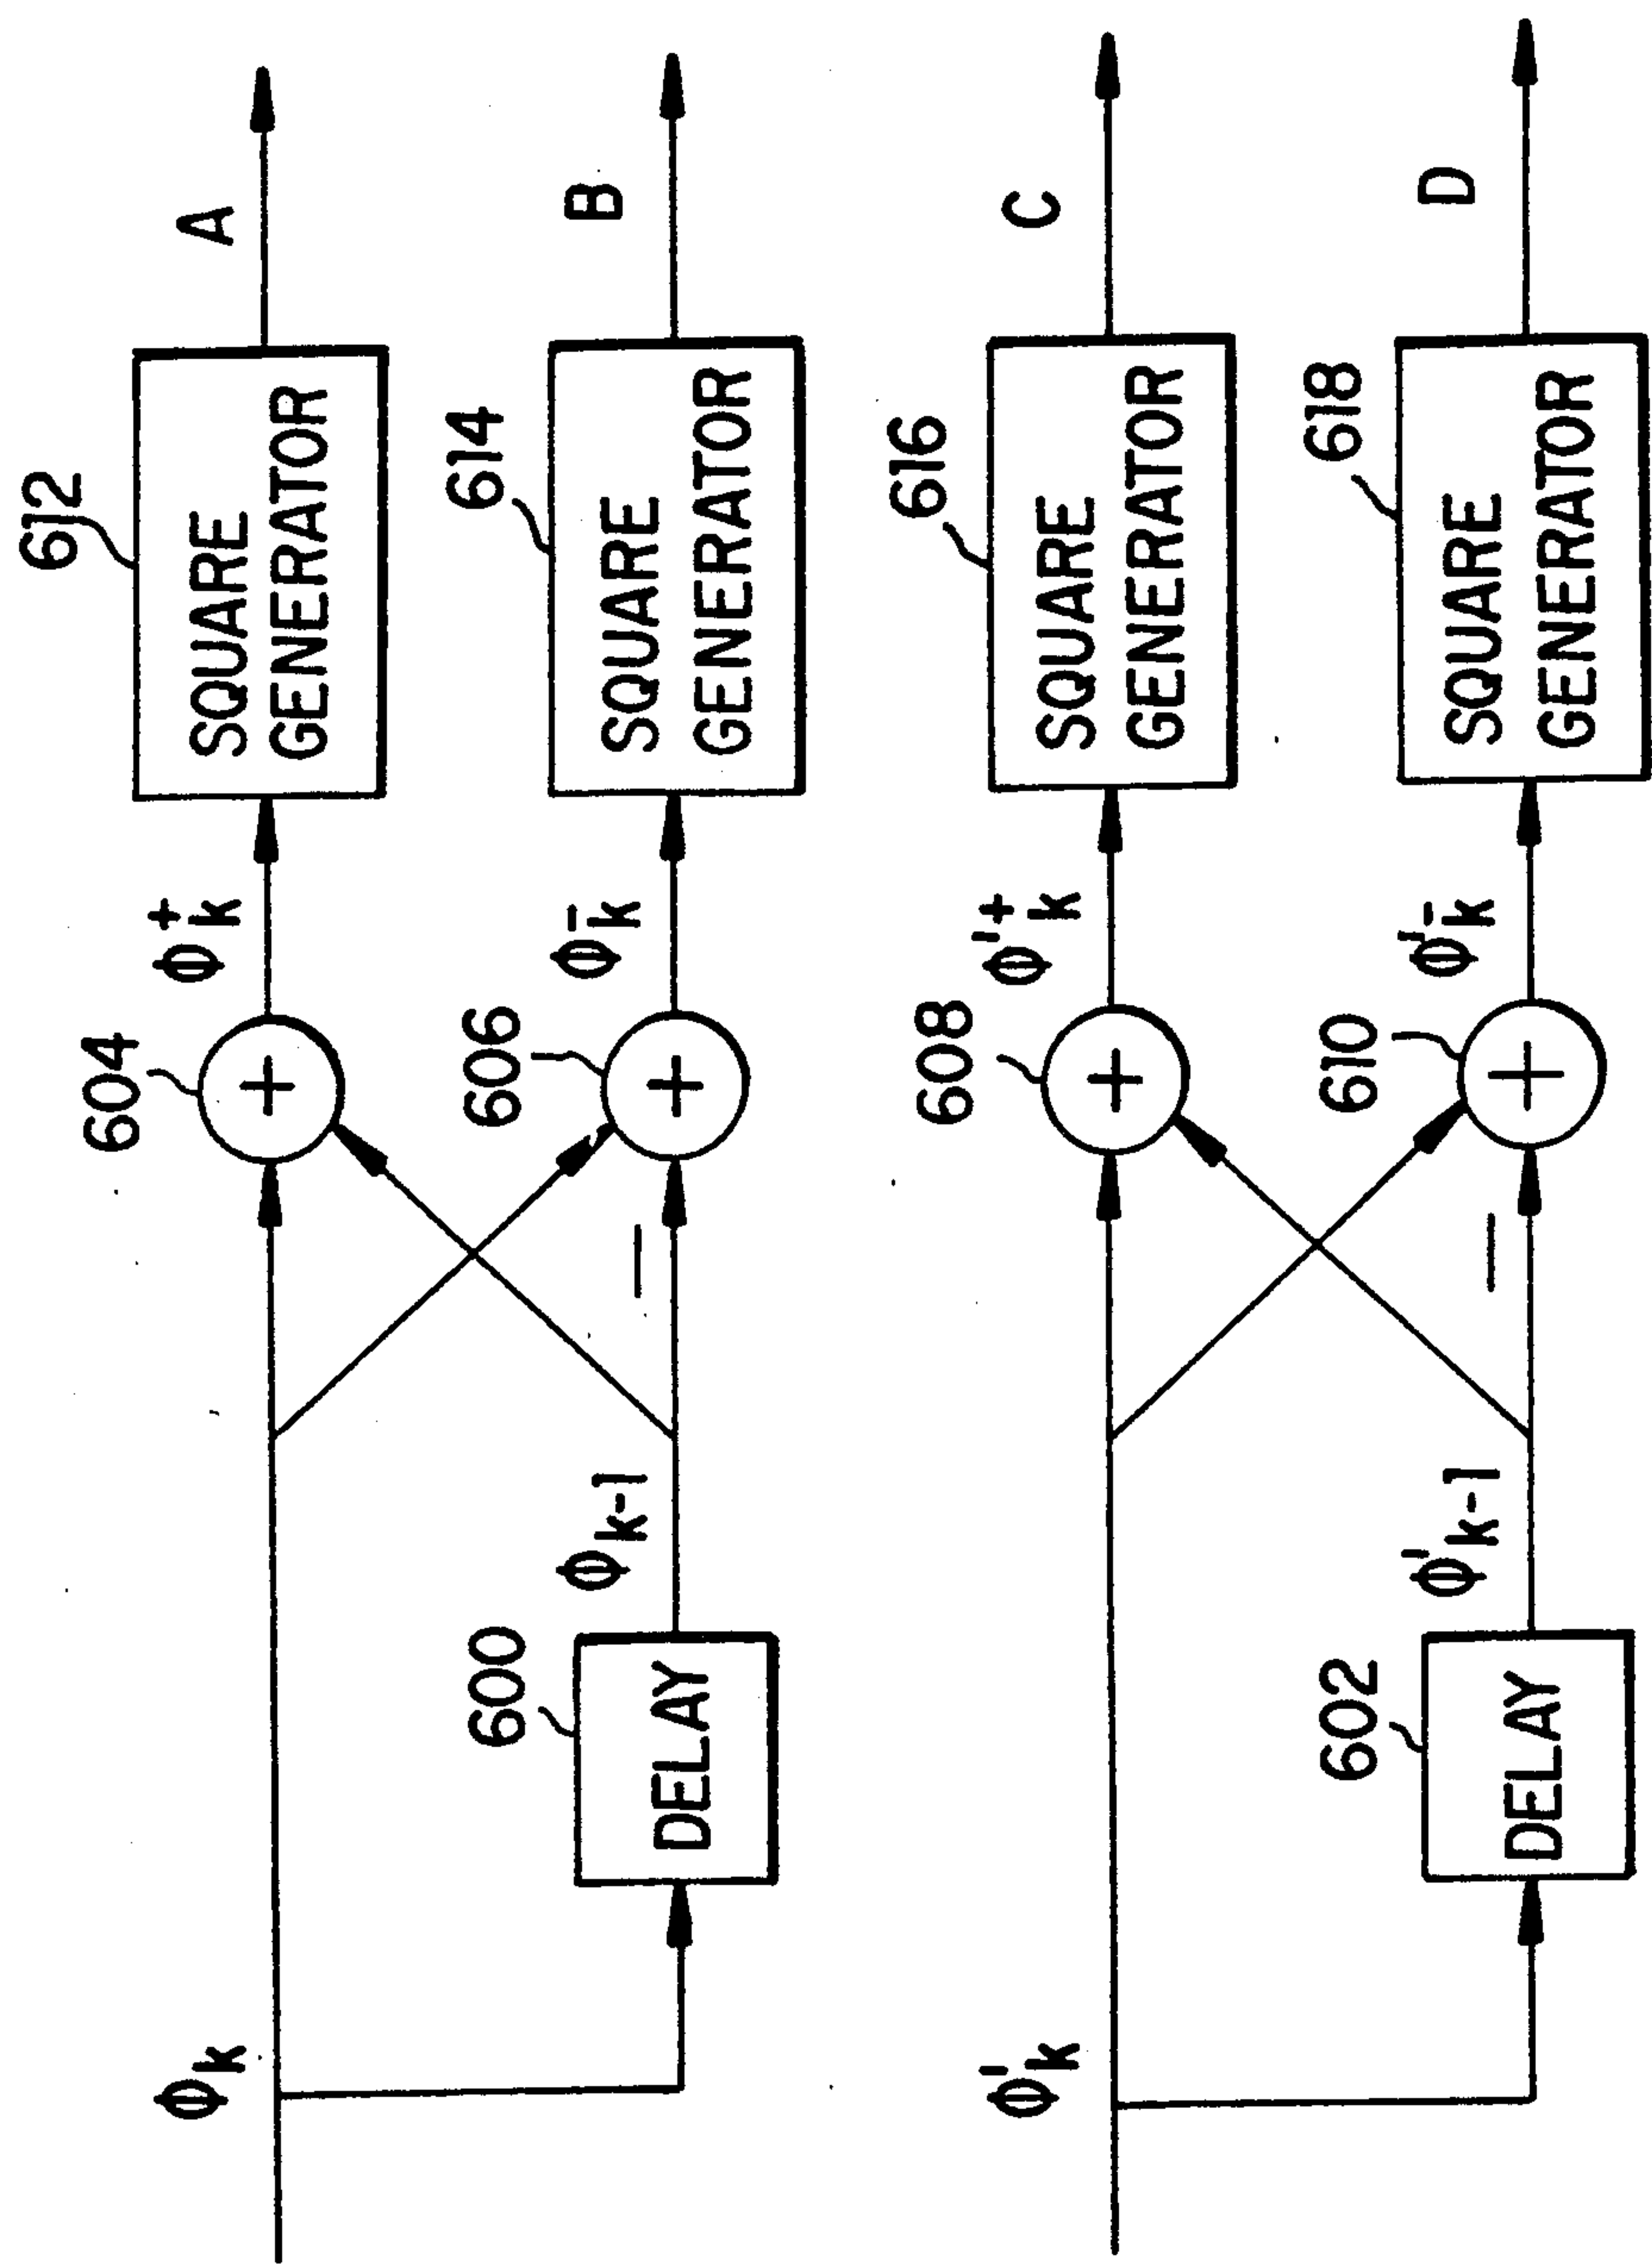 ϕk
600
DELAY
ϕk-1
604
ϕ+k
612
SQUARE
GENERATOR
A
606
—
ϕ-k
614
SQUARE
GENERATOR
B
ϕ'k
602
DELAY
ϕ'k-1
608
ϕ'+k
616
SQUARE
GENERATOR
C
610
—
ϕ'-k
618
SQUARE
GENERATOR
D